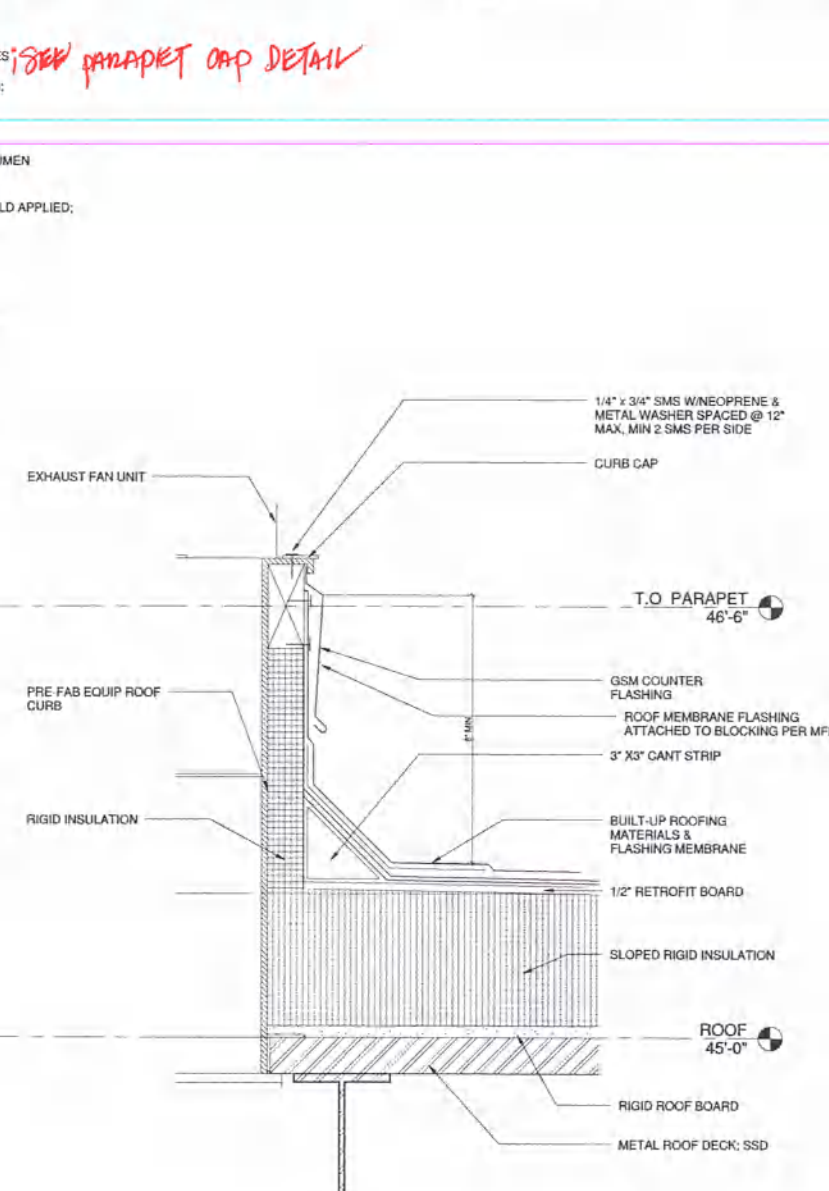 ES; SEE PARAPET CAP DETAIL
UMEN
LD APPLIED;
1/4" x 3/4" SMS W/NEOPRENE &
METAL WASHER SPACED @ 12"
MAX, MIN 2 SMS PER SIDE
EXHAUST FAN UNIT
CURB CAP
T.O PARAPET
46'-6"
GSM COUNTER
FLASHING
PRE-FAB EQUIP ROOF
CURB
ROOF MEMBRANE FLASHING
ATTACHED TO BLOCKING PER MF
8" MIN
3" X3" CANT STRIP
RIGID INSULATION
BUILT-UP ROOFING
MATERIALS &
FLASHING MEMBRANE
1/2" RETROFIT BOARD
SLOPED RIGID INSULATION
ROOF
45'-0"
RIGID ROOF BOARD
METAL ROOF DECK; SSD